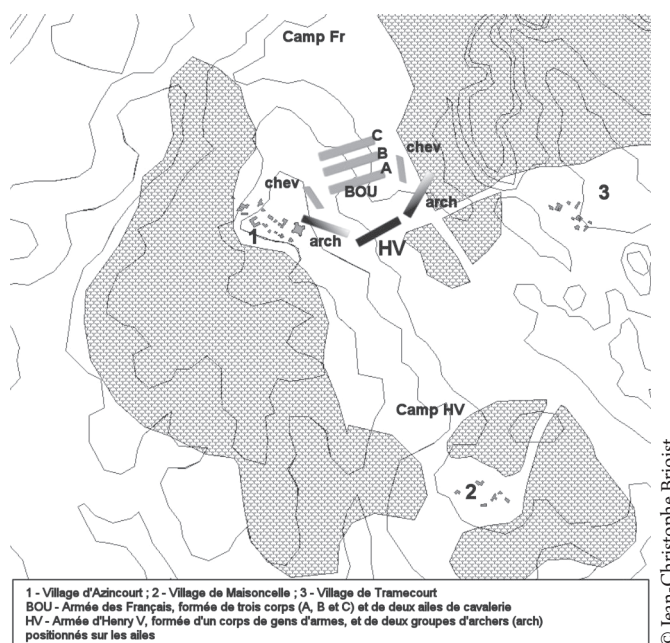 Camp Fr
C
B
A
chev
chev
BOU
arch
3
1
arch
HV
Camp HV
2
© Jean-Christophe Brioist
1 - Village d'Azincourt ; 2 - Village de Maisoncelle ; 3 - Village de Tramecourt
BOU - Armée des Français, formée de trois corps (A, B et C) et de deux ailes de cavalerie
HV - Armée d'Henry V, formée d'un corps de gens d'armes, et de deux groupes d'archers (arch)
positionnés sur les ailes